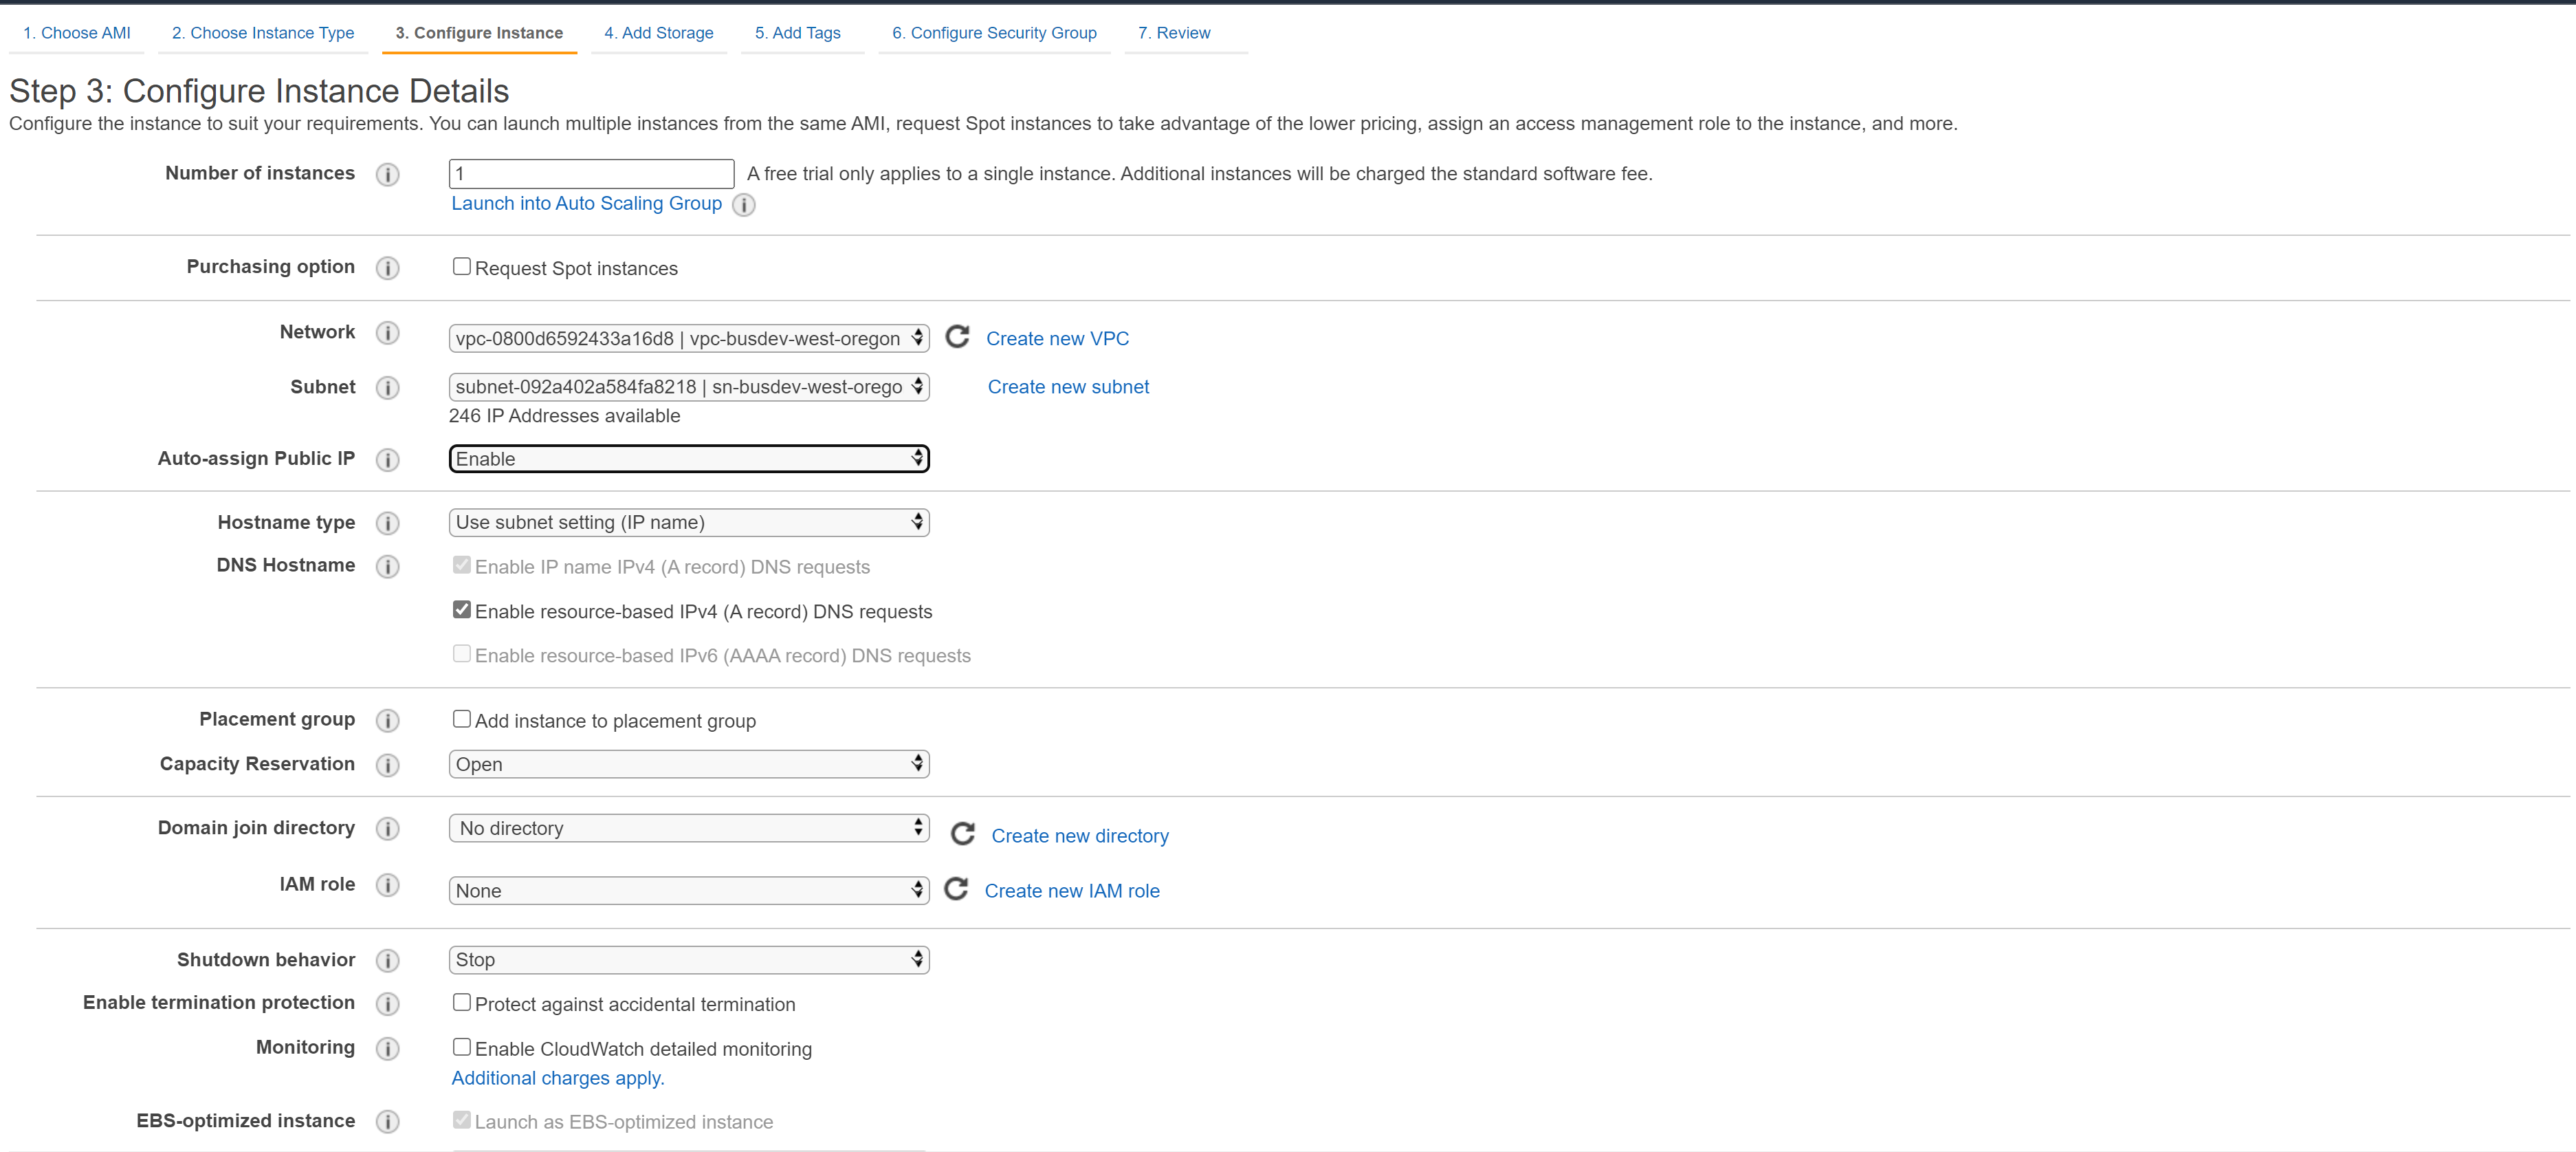 1. Choose AMI 2. Choose Instance Type 3. Configure Instance 4. Add Storage 5. Add Tags 6. Configure Security Group 7. Review
Step 3: Configure Instance Details
Configure the instance to suit your requirements. You can launch multiple instances from the same AMI, request Spot instances to take advantage of the lower pricing, assign an access management role to the instance, and more.
Number of instances i 1 A free trial only applies to a single instance. Additional instances will be charged the standard software fee.
Launch into Auto Scaling Group i
Purchasing option i Request Spot instances
Network i vpc-0800d6592433a16d8 | vpc-busdev-west-oregon Create new VPC
Subnet i subnet-092a402a584fa8218 | sn-busdev-west-orego Create new subnet
246 IP Addresses available
Auto-assign Public IP i Enable
Hostname type i Use subnet setting (IP name)
DNS Hostname i Enable IP name IPv4 (A record) DNS requests
Enable resource-based IPv4 (A record) DNS requests
Enable resource-based IPv6 (AAAA record) DNS requests
Placement group i Add instance to placement group
Capacity Reservation i Open
Domain join directory i No directory Create new directory
IAM role i None Create new IAM role
Shutdown behavior i Stop
Enable termination protection i Protect against accidental termination
Monitoring i Enable CloudWatch detailed monitoring
Additional charges apply.
EBS-optimized instance i Launch as EBS-optimized instance